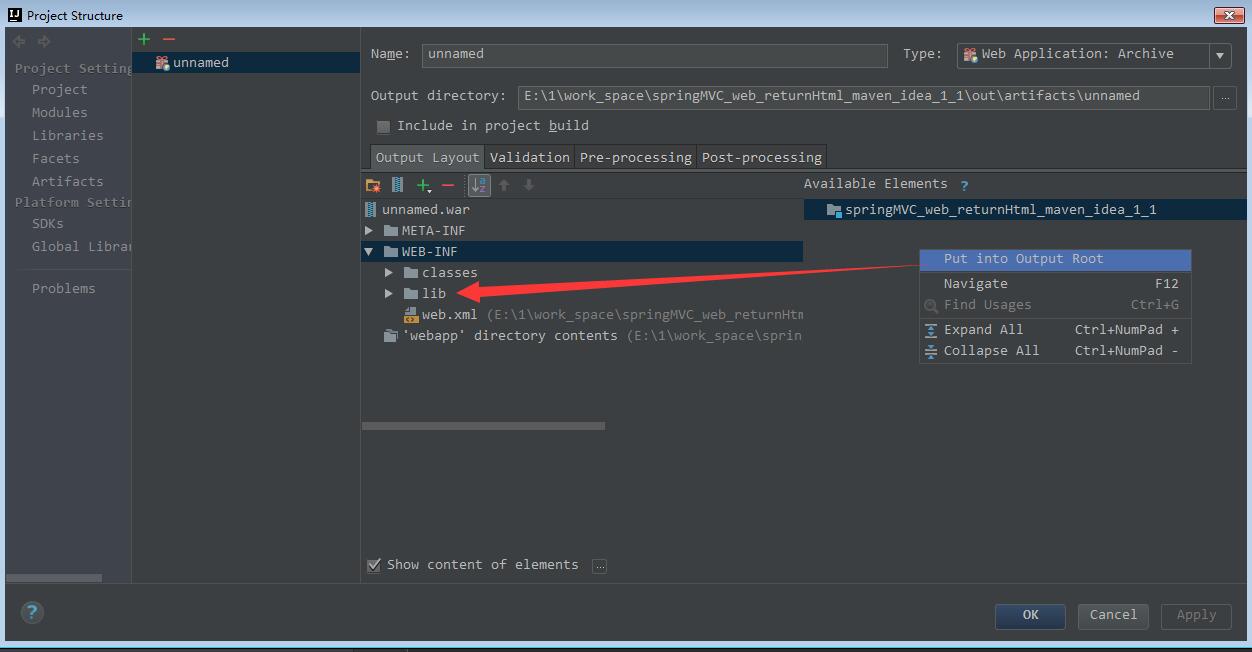 Project Structure
Project Setting
Project
Modules
Libraries
Facets
Artifacts
Platform Settin
SDKs
Global Librar
Problems
unnamed
Name: unnamed
Type: Web Application: Archive
Output directory: E:\1\work_space\springMVC_web_returnHtml_maven_idea_1_1\out\artifacts\unnamed ...
Include in project build
Output Layout Validation Pre-processing Post-processing
Available Elements ?
unnamed.war
META-INF
WEB-INF
classes
lib
web.xml (E:\1\work_space\springMVC_web_returnHtm
'webapp' directory contents (E:\1\work_space\sprin
springMVC_web_returnHtml_maven_idea_1_1
Put into Output Root
Navigate F12
Find Usages Ctrl+G
Expand All Ctrl+NumPad +
Collapse All Ctrl+NumPad -
Show content of elements ...
?
OK Cancel Apply